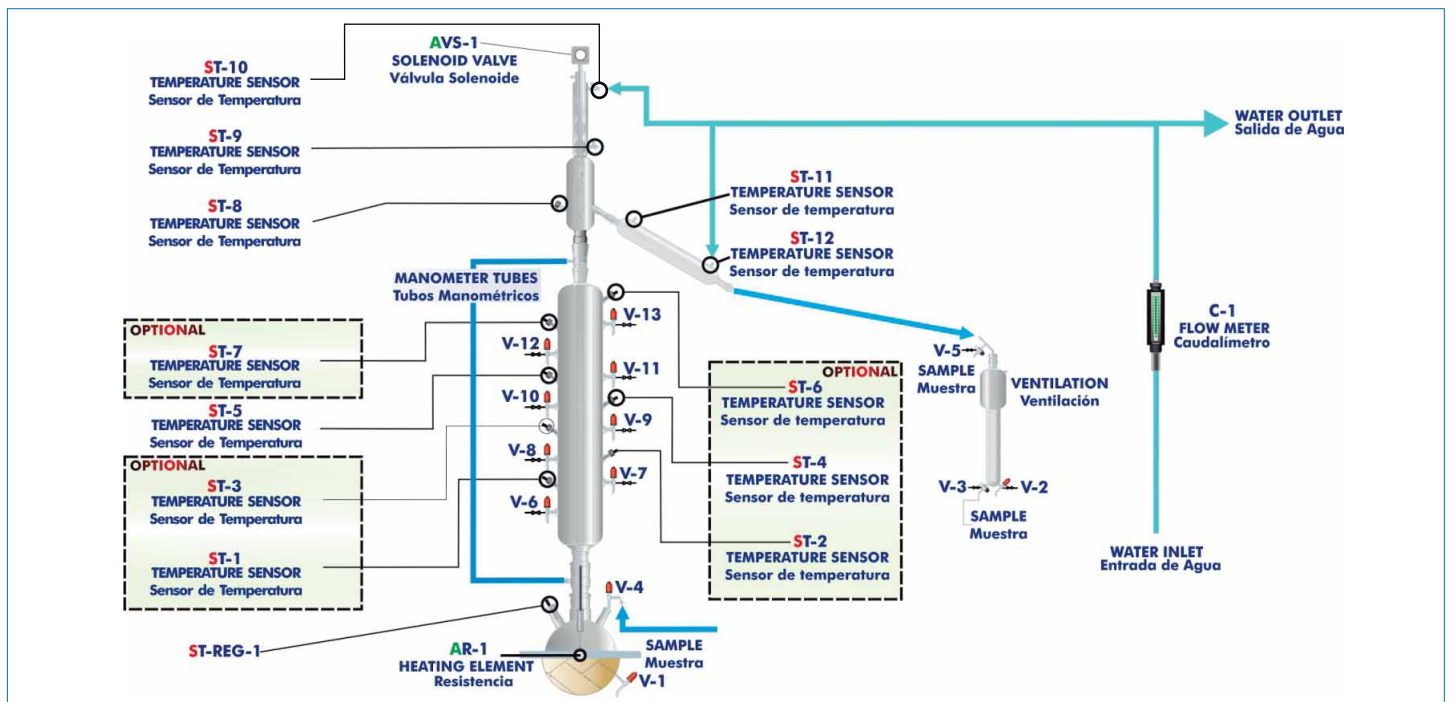 AVS-1
SOLENOID VALVE
Válvula Solenoide
ST-10
TEMPERATURE SENSOR
Sensor de Temperatura
ST-9
TEMPERATURE SENSOR
Sensor de Temperatura
ST-8
TEMPERATURE SENSOR
Sensor de Temperatura
WATER OUTLET
Salida de Agua
ST-11
TEMPERATURE SENSOR
Sensor de temperatura
ST-12
TEMPERATURE SENSOR
Sensor de temperatura
MANOMETER TUBES
Tubos Manométricos
OPTIONAL
ST-7
TEMPERATURE SENSOR
Sensor de Temperatura
ST-5
TEMPERATURE SENSOR
Sensor de Temperatura
OPTIONAL
ST-3
TEMPERATURE SENSOR
Sensor de Temperatura
ST-1
TEMPERATURE SENSOR
Sensor de Temperatura
V-13
V-12
V-11
V-10
V-9
V-8
V-7
V-6
OPTIONAL
ST-6
TEMPERATURE SENSOR
Sensor de temperatura
ST-4
TEMPERATURE SENSOR
Sensor de temperatura
ST-2
TEMPERATURE SENSOR
Sensor de temperatura
C-1
FLOW METER
Caudalímetro
V-5
SAMPLE
Muestra
VENTILATION
Ventilación
V-3
V-2
SAMPLE
Muestra
WATER INLET
Entrada de Agua
V-4
SAMPLE
Muestra
ST-REG-1
AR-1
HEATING ELEMENT
Resistencia
V-1